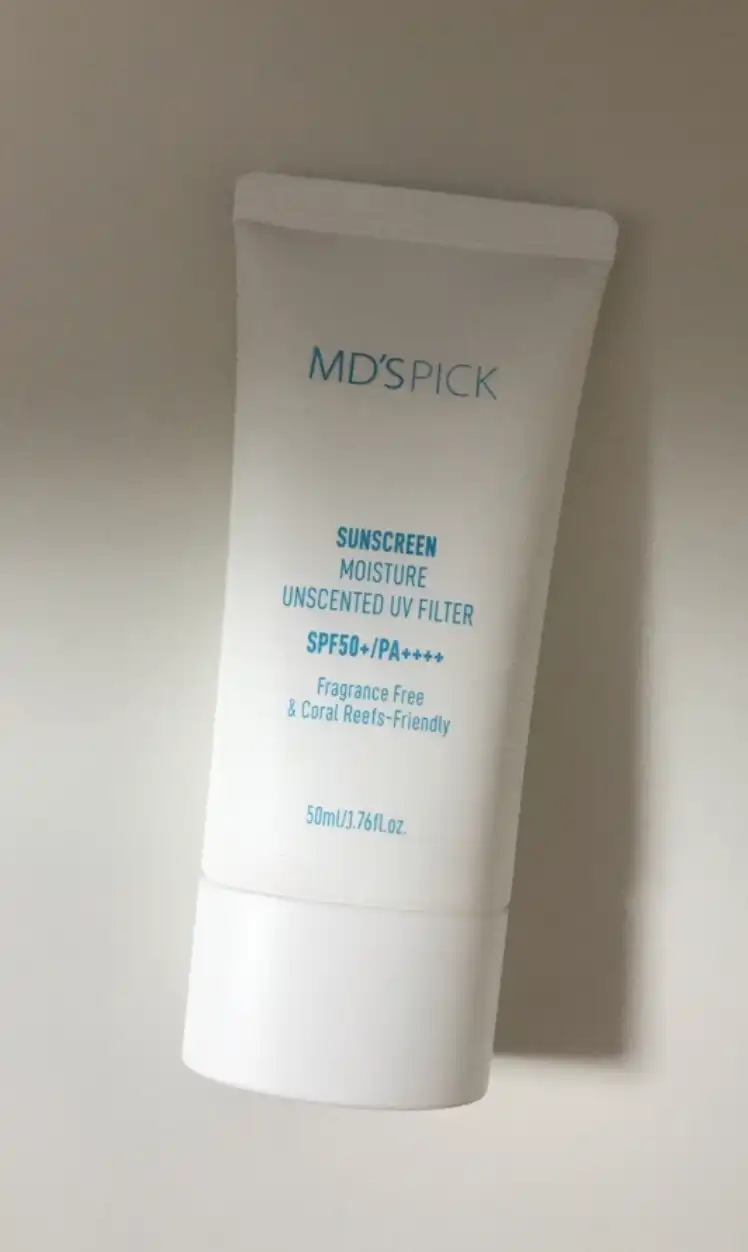 MD'SPICK
SUNSCREEN
MOISTURE
UNSCENTED UV FILTER
SPF50+/PA++++
Fragrance Free
& Coral Reefs-Friendly
50ml/1.76fl.oz.